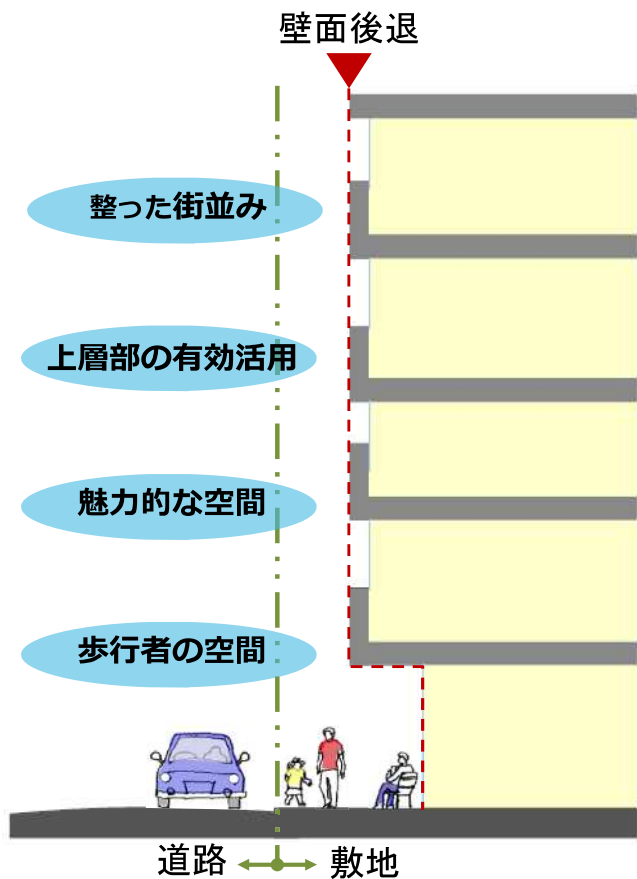 壁面後退
整った街並み
上層部の有効活用
魅力的な空間
歩行者の空間
道路
敷地